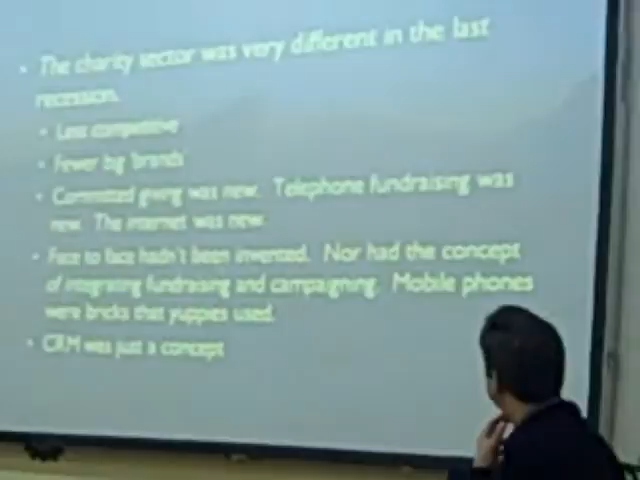 • The charity sector was very different in the last
recession.
• Less competitive
• Fewer big 'brands'
• Committed giving was new. Telephone fundraising was
new. The internet was new.
• Face to face hadn't been invented. Nor had the concept
of integrating fundraising and campaigning. Mobile phones
were bricks that yuppies used.
• CRM was just a concept